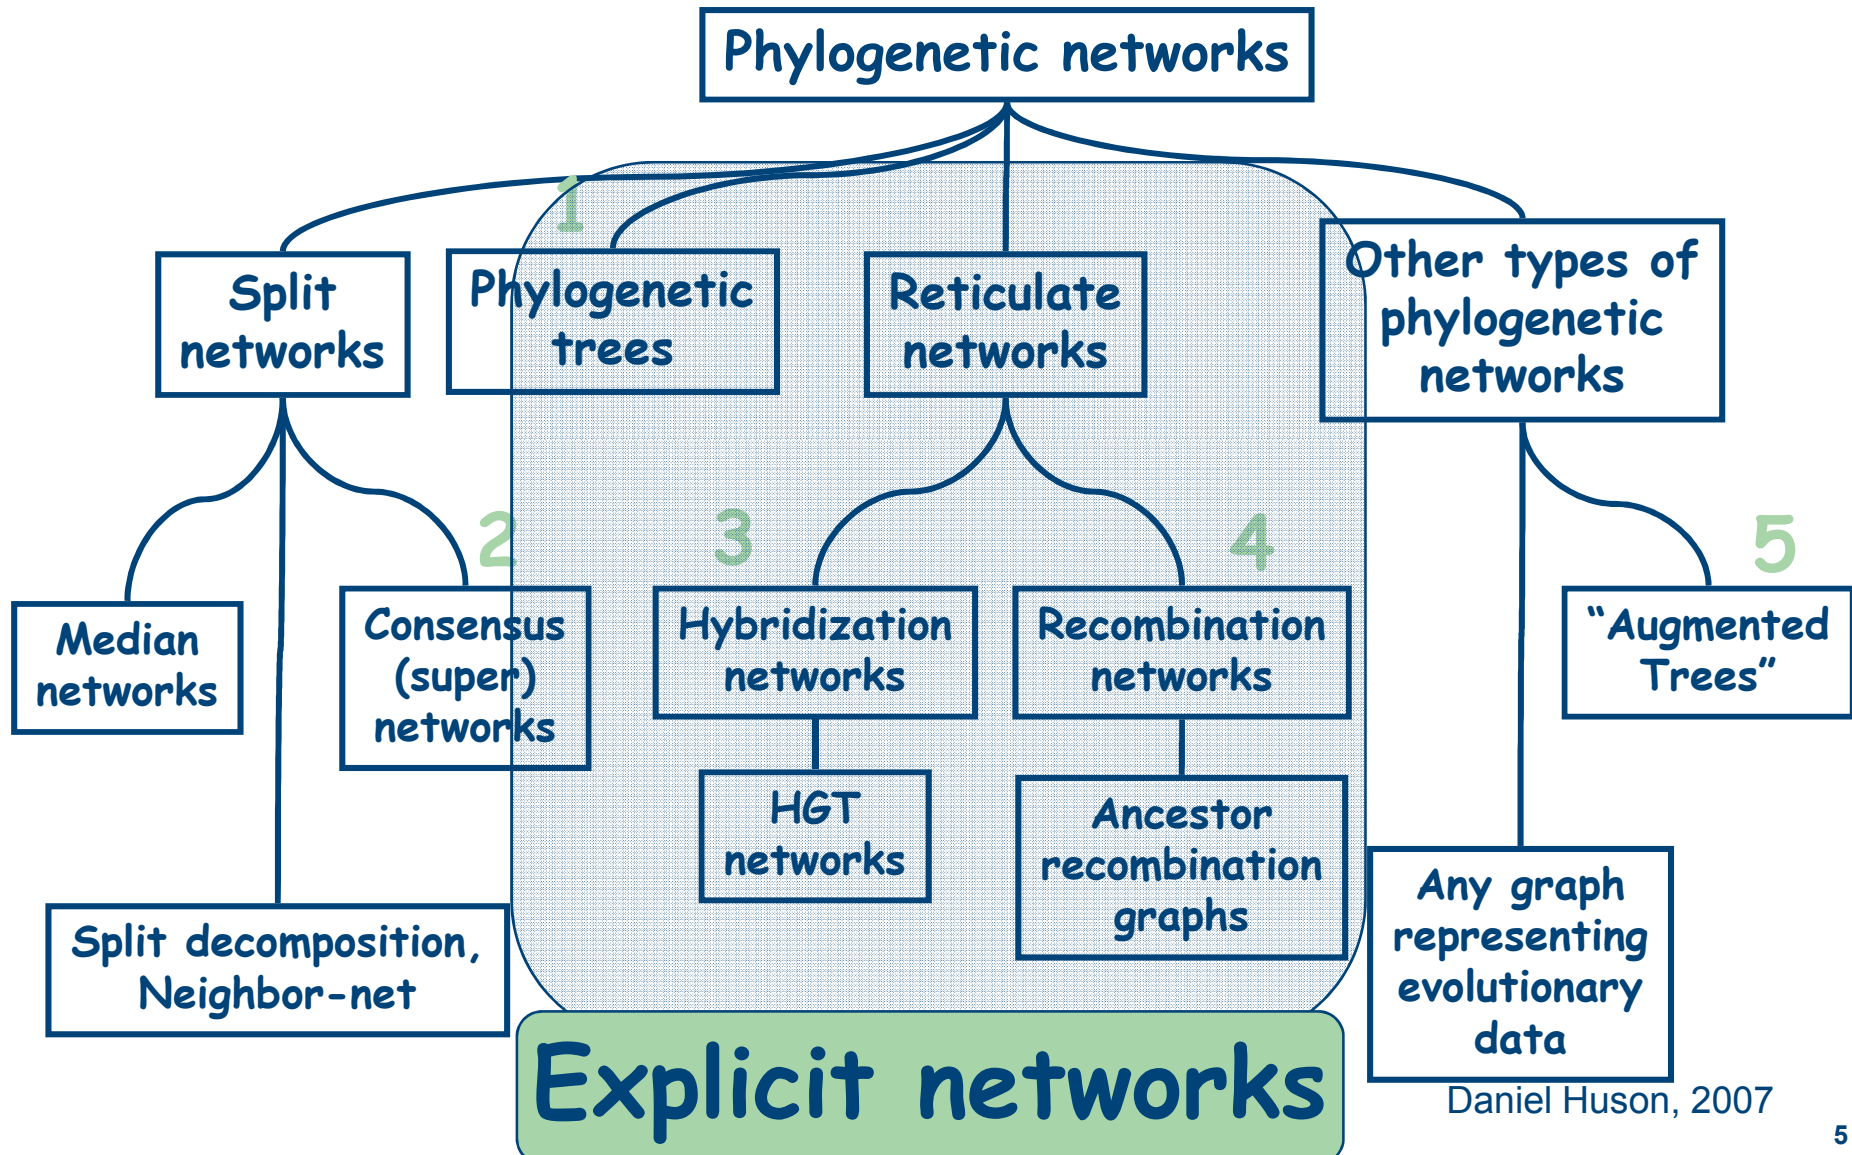 Phylogenetic networks
1
Split
networks
Phylogenetic
trees
Reticulate
networks
Other types of
phylogenetic
networks
2
3
4
5
Median
networks
Consensus
(super)
networks
Hybridization
networks
Recombination
networks
“Augmented
Trees”
HGT
networks
Ancestor
recombination
graphs
Any graph
representing
evolutionary
data
Split decomposition,
Neighbor-net
Explicit networks
Daniel Huson, 2007
5